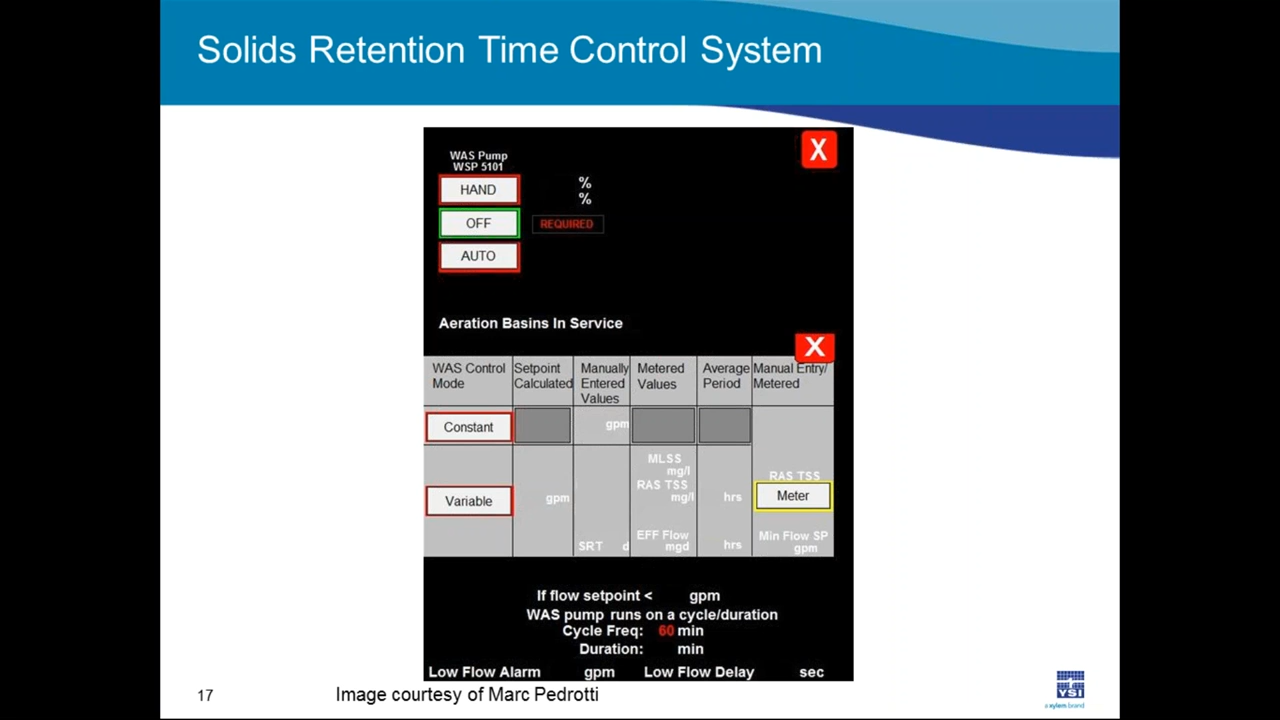 Solids Retention Time Control System
X
WAS Pump
WSP 5101
HAND
%
%
OFF
REQUIRED
AUTO
Aeration Basins In Service
X
WAS Control
Mode
Setpoint
Calculated
Manually
Entered
Values
Metered
Values
Average
Period
Manual Entry/
Metered
Constant
gpm
Variable
gpm
SRT d
MLSS
mg/l
RAS TSS
mg/l
EFF Flow
mgd
hrs
hrs
RAS TSS
Meter
Min Flow SP
gpm
If flow setpoint < gpm
WAS pump runs on a cycle/duration
Cycle Freq: 60 min
Duration: min
Low Flow Alarm gpm Low Flow Delay sec
17
Image courtesy of Marc Pedrotti
YSI
a xylem brand